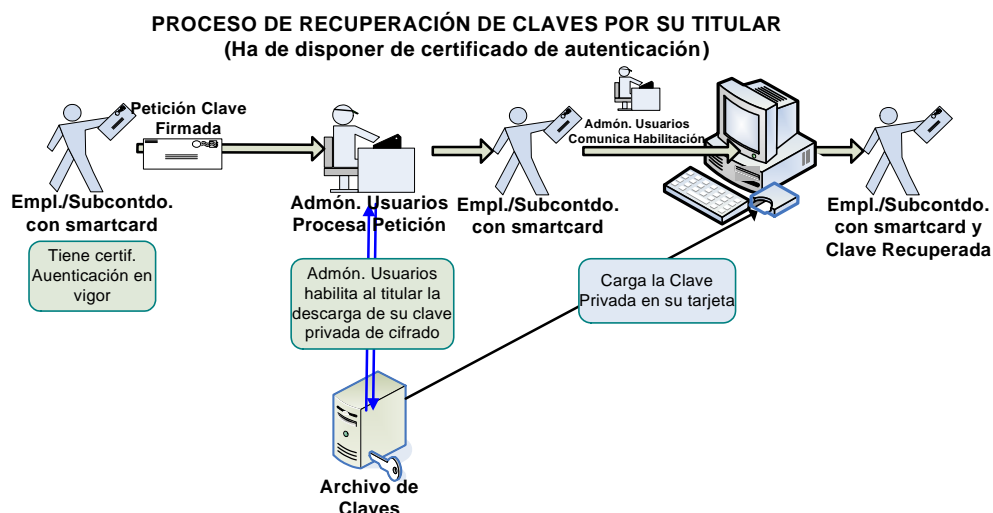 PROCESO DE RECUPERACIÓN DE CLAVES POR SU TITULAR
(Ha de disponer de certificado de autenticación)
Petición Clave
Firmada
Admón. Usuarios
Comunica Habilitación
Empl./Subcontdo.
con smartcard
Admón. Usuarios
Procesa Petición
Empl./Subcontdo.
con smartcard
Empl./Subcontdo.
con smartcard y
Clave Recuperada
Tiene certif.
Auenticación en
vigor
Admón. Usuarios
habilita al titular la
descarga de su clave
privada de cifrado
Carga la Clave
Privada en su tarjeta
Archivo de
Claves